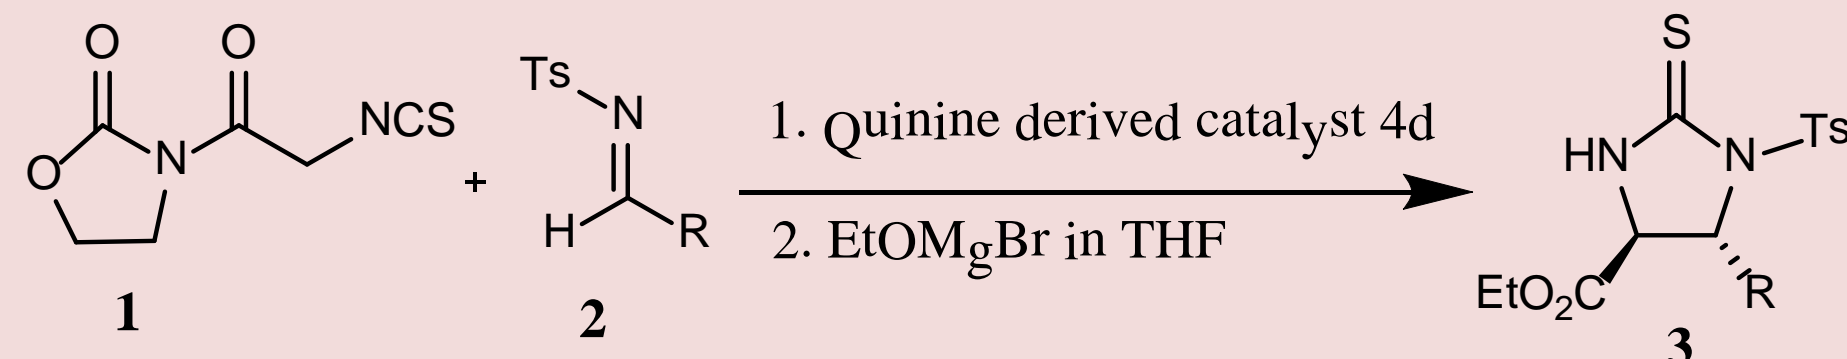 O
O
O
N
NCS
1
+
Ts
N
H
R
2
1. Quinine derived catalyst 4d
2. EtOMgBr in THF
S
HN
N
Ts
EtO2C
R
3